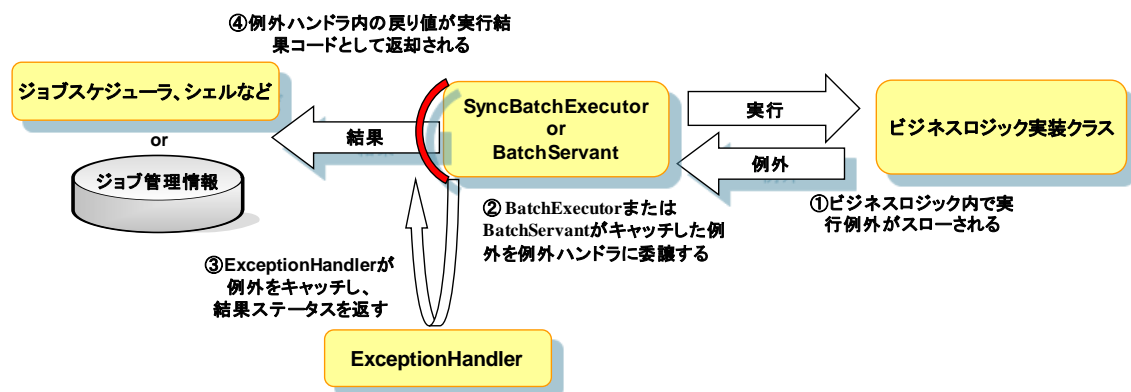 ④例外ハンドラ内の戻り値が実行結
果コードとして返却される
ジョブスケジューラ、シェルなど
or
ジョブ管理情報
結果
SyncBatchExecutor
or
BatchServant
実行
例外
ビジネスロジック実装クラス
①ビジネスロジック内で実
行例外がスローされる
② BatchExecutorまたは
BatchServantがキャッチした例
外を例外ハンドラに委譲する
③ExceptionHandlerが
例外をキャッチし、
結果ステータスを返す
ExceptionHandler